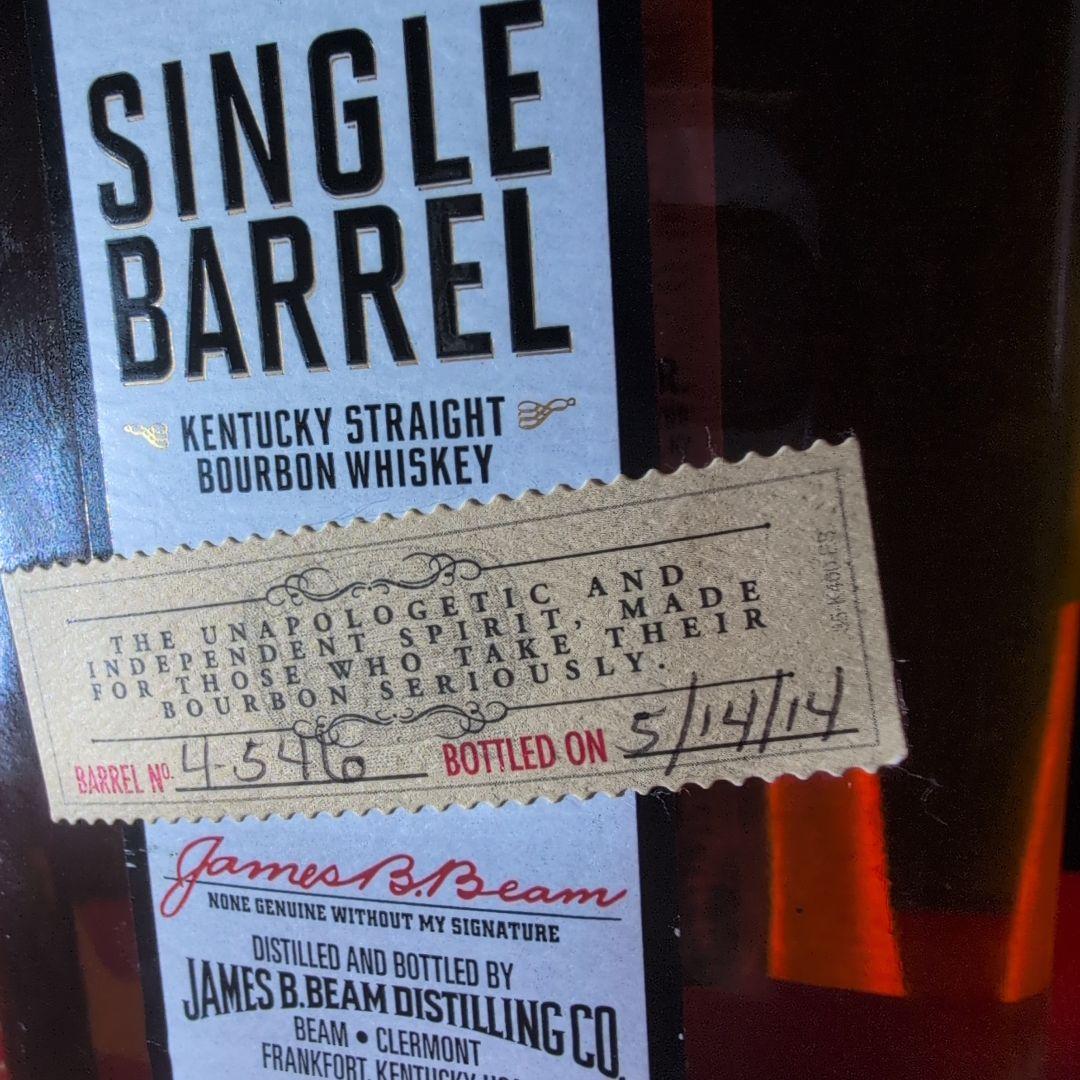 SINGLE
BARREL
KENTUCKY STRAIGHT
BOURBON WHISKEY
THE UNAPOLOGETIC AND
INDEPENDENT SPIRIT, MADE
FOR THOSE WHO TAKE THEIR
BOURBON SERIOUSLY.
BARREL Nº. 4-546 BOTTLED ON 5/14/14
James B. Beam
NONE GENUINE WITHOUT MY SIGNATURE
DISTILLED AND BOTTLED BY
JAMES B. BEAM DISTILLING CO.
BEAM • CLERMONT
FRANKFORT, KENTUCKY